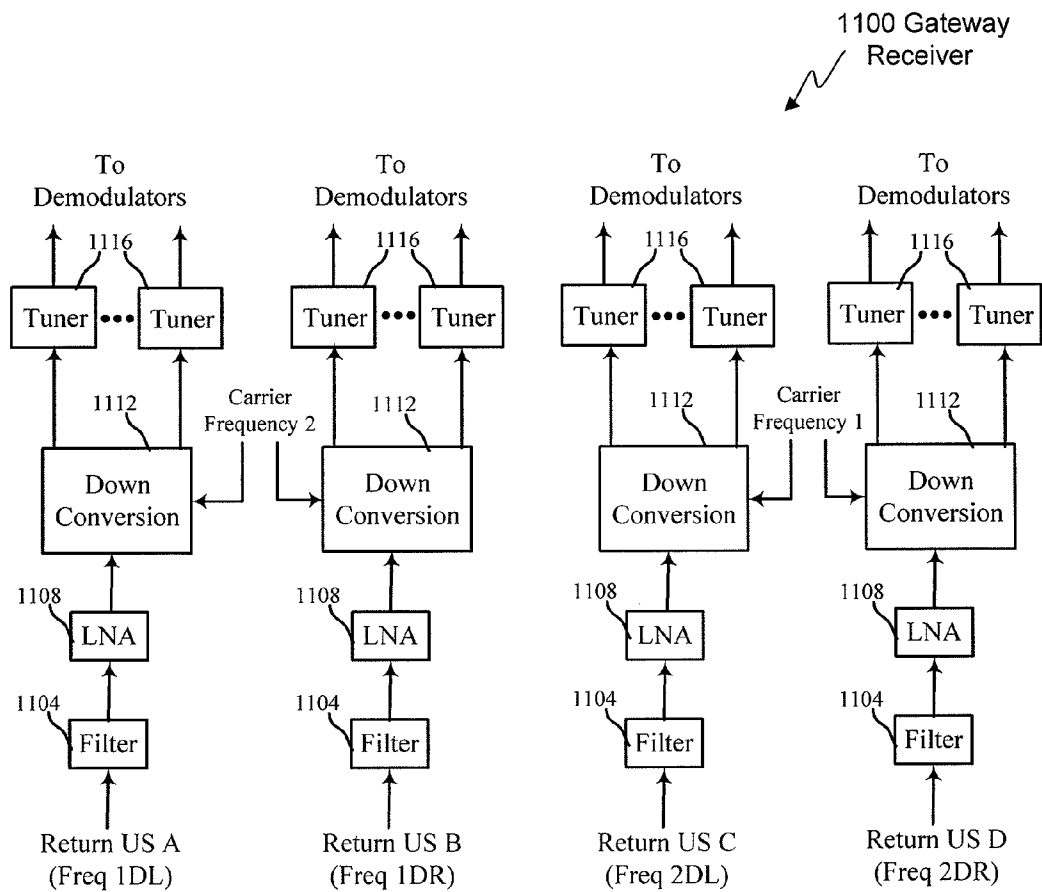 1100 Gateway
Receiver
To
Demodulators
To
Demodulators
To
Demodulators
To
Demodulators
1116
1116
1116
1116
Tuner ••• Tuner
Tuner ••• Tuner
Tuner ••• Tuner
Tuner ••• Tuner
1112
Carrier
Frequency 2
1112
1112
Carrier
Frequency 1
1112
Down
Conversion
Down
Conversion
Down
Conversion
Down
Conversion
1108
LNA
1108
LNA
1108
LNA
1108
LNA
1104
Filter
1104
Filter
1104
Filter
1104
Filter
Return US A
(Freq 1DL)
Return US B
(Freq 1DR)
Return US C
(Freq 2DL)
Return US D
(Freq 2DR)